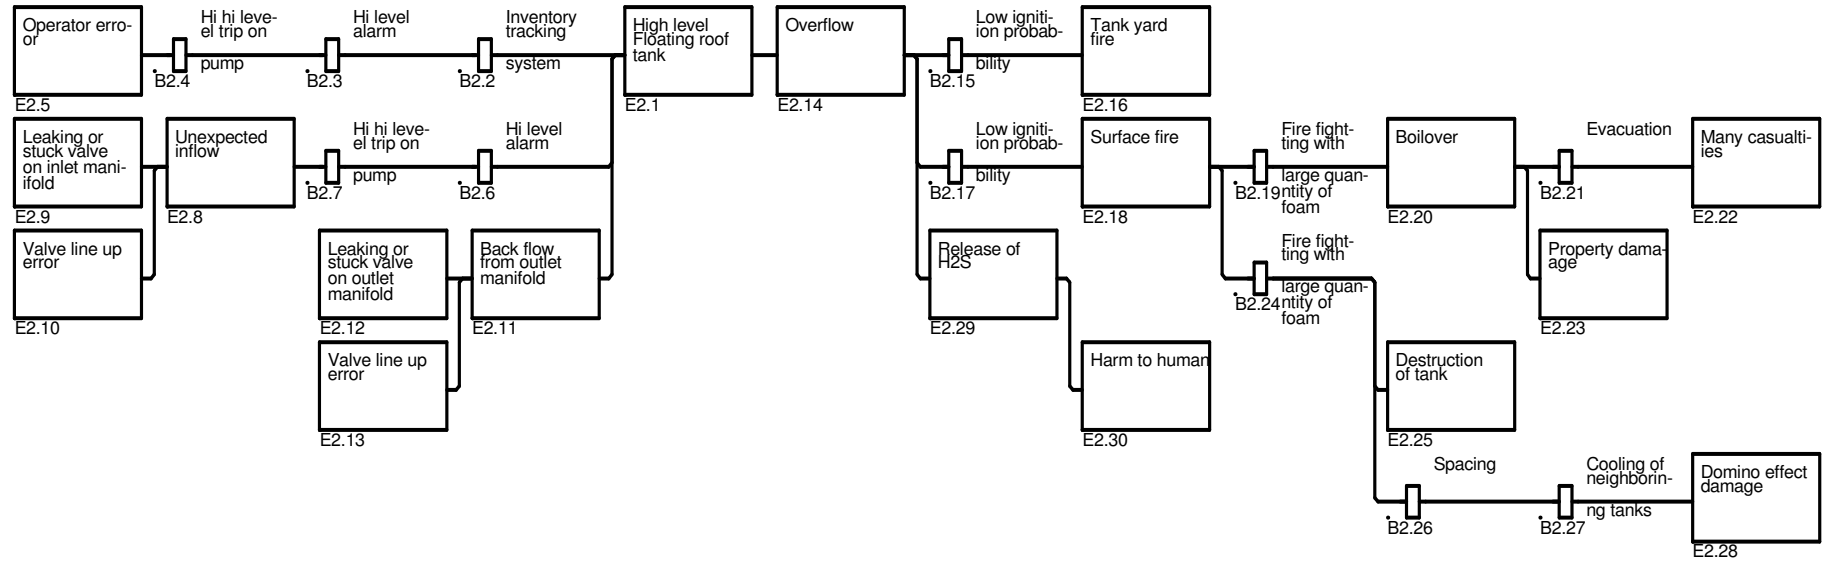 Operator erro-
or
E2.5
Hi hi leve-
el trip on
pump
B2.4
Hi level
alarm
B2.3
Inventory
tracking
system
B2.2
High level
Floating roof
tank
E2.1
Overflow
E2.14
Low igniti-
ion probab-
bility
B2.15
Tank yard
fire
E2.16
Leaking or
stuck valve
on inlet mani-
ifold
E2.9
Unexpected
inflow
E2.8
Hi hi leve-
el trip on
pump
B2.7
Hi level
alarm
B2.6
Low igniti-
ion probab-
bility
B2.17
Surface fire
E2.18
Fire fight-
ting with
large quan-
ntity of
foam
B2.19
Boilover
E2.20
Evacuation
B2.21
Many casualti-
ies
E2.22
Valve line up
error
E2.10
Leaking or
stuck valve
on outlet
manifold
E2.12
Back flow
from outlet
manifold
E2.11
Release of
H2S
E2.29
Fire fight-
ting with
large quan-
ntity of
foam
B2.24
Property dama-
age
E2.23
Valve line up
error
E2.13
Harm to human
E2.30
Destruction
of tank
E2.25
Spacing
B2.26
Cooling of
neighborin-
ng tanks
B2.27
Domino effect
damage
E2.28